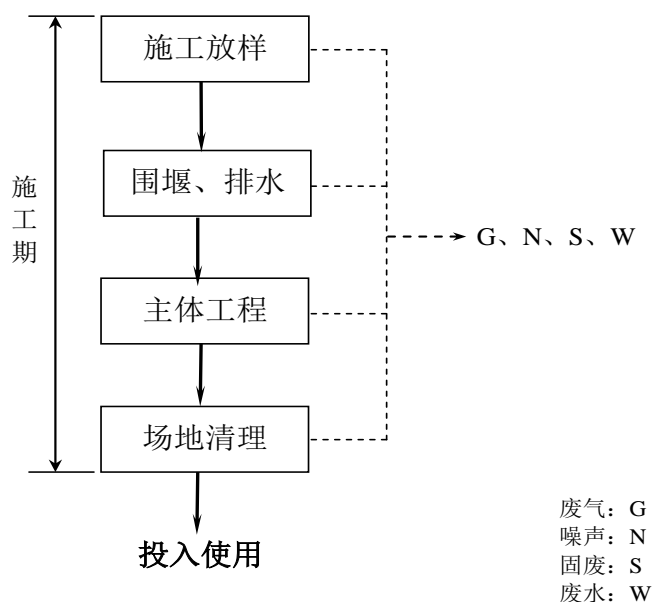 施工放样
围堰、排水
施工期
G、N、S、W
主体工程
场地清理
投入使用
废气：G
噪声：N
固废：S
废水：W